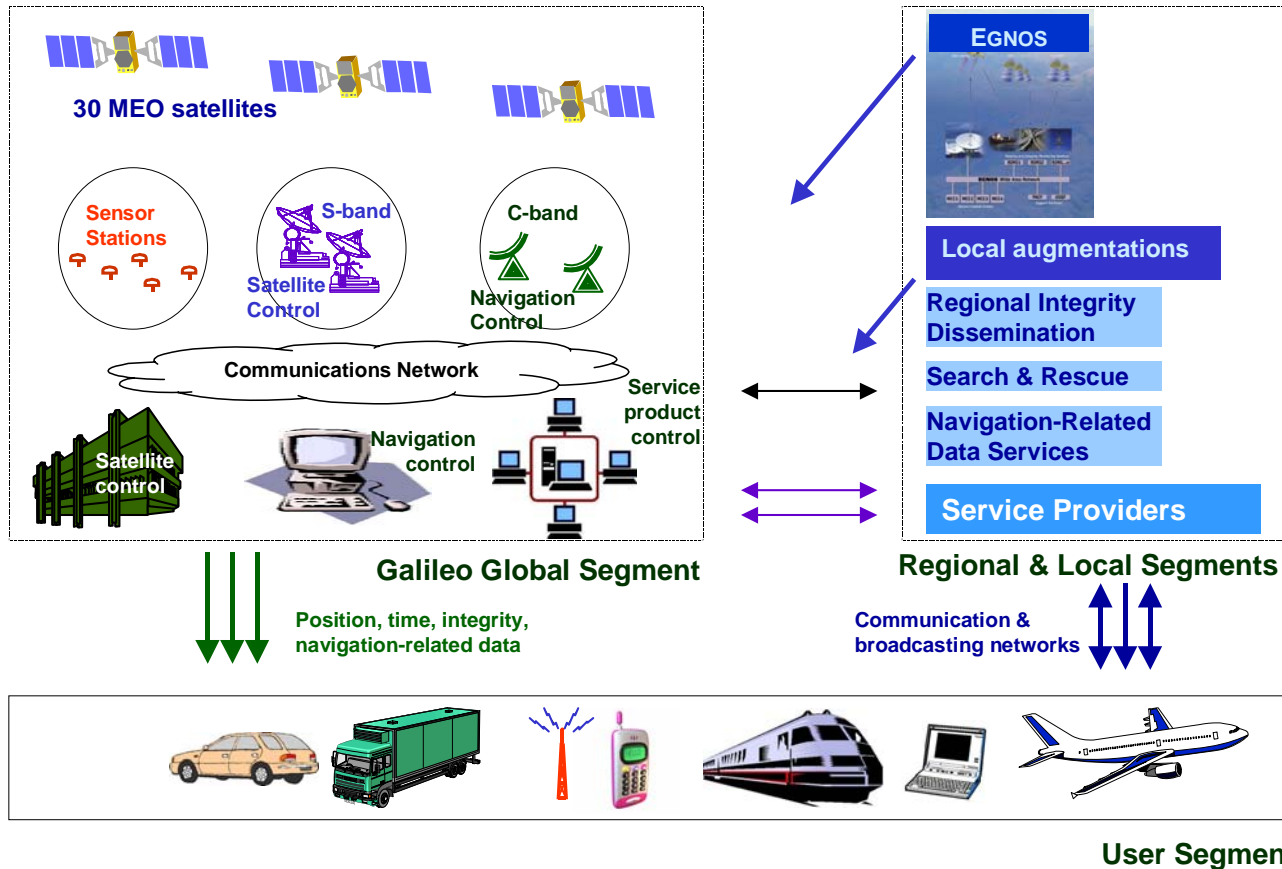 EGNOS
30 MEO satellites
Sensor
Stations
S-band
Satellite
Control
C-band
Navigation
Control
Communications Network
Satellite
control
Navigation
control
Service
product
control
Local augmentations
Regional Integrity
Dissemination
Search & Rescue
Navigation-Related
Data Services
Service Providers
Galileo Global Segment
Regional & Local Segments
Position, time, integrity,
navigation-related data
Communication &
broadcasting networks
User Segmen